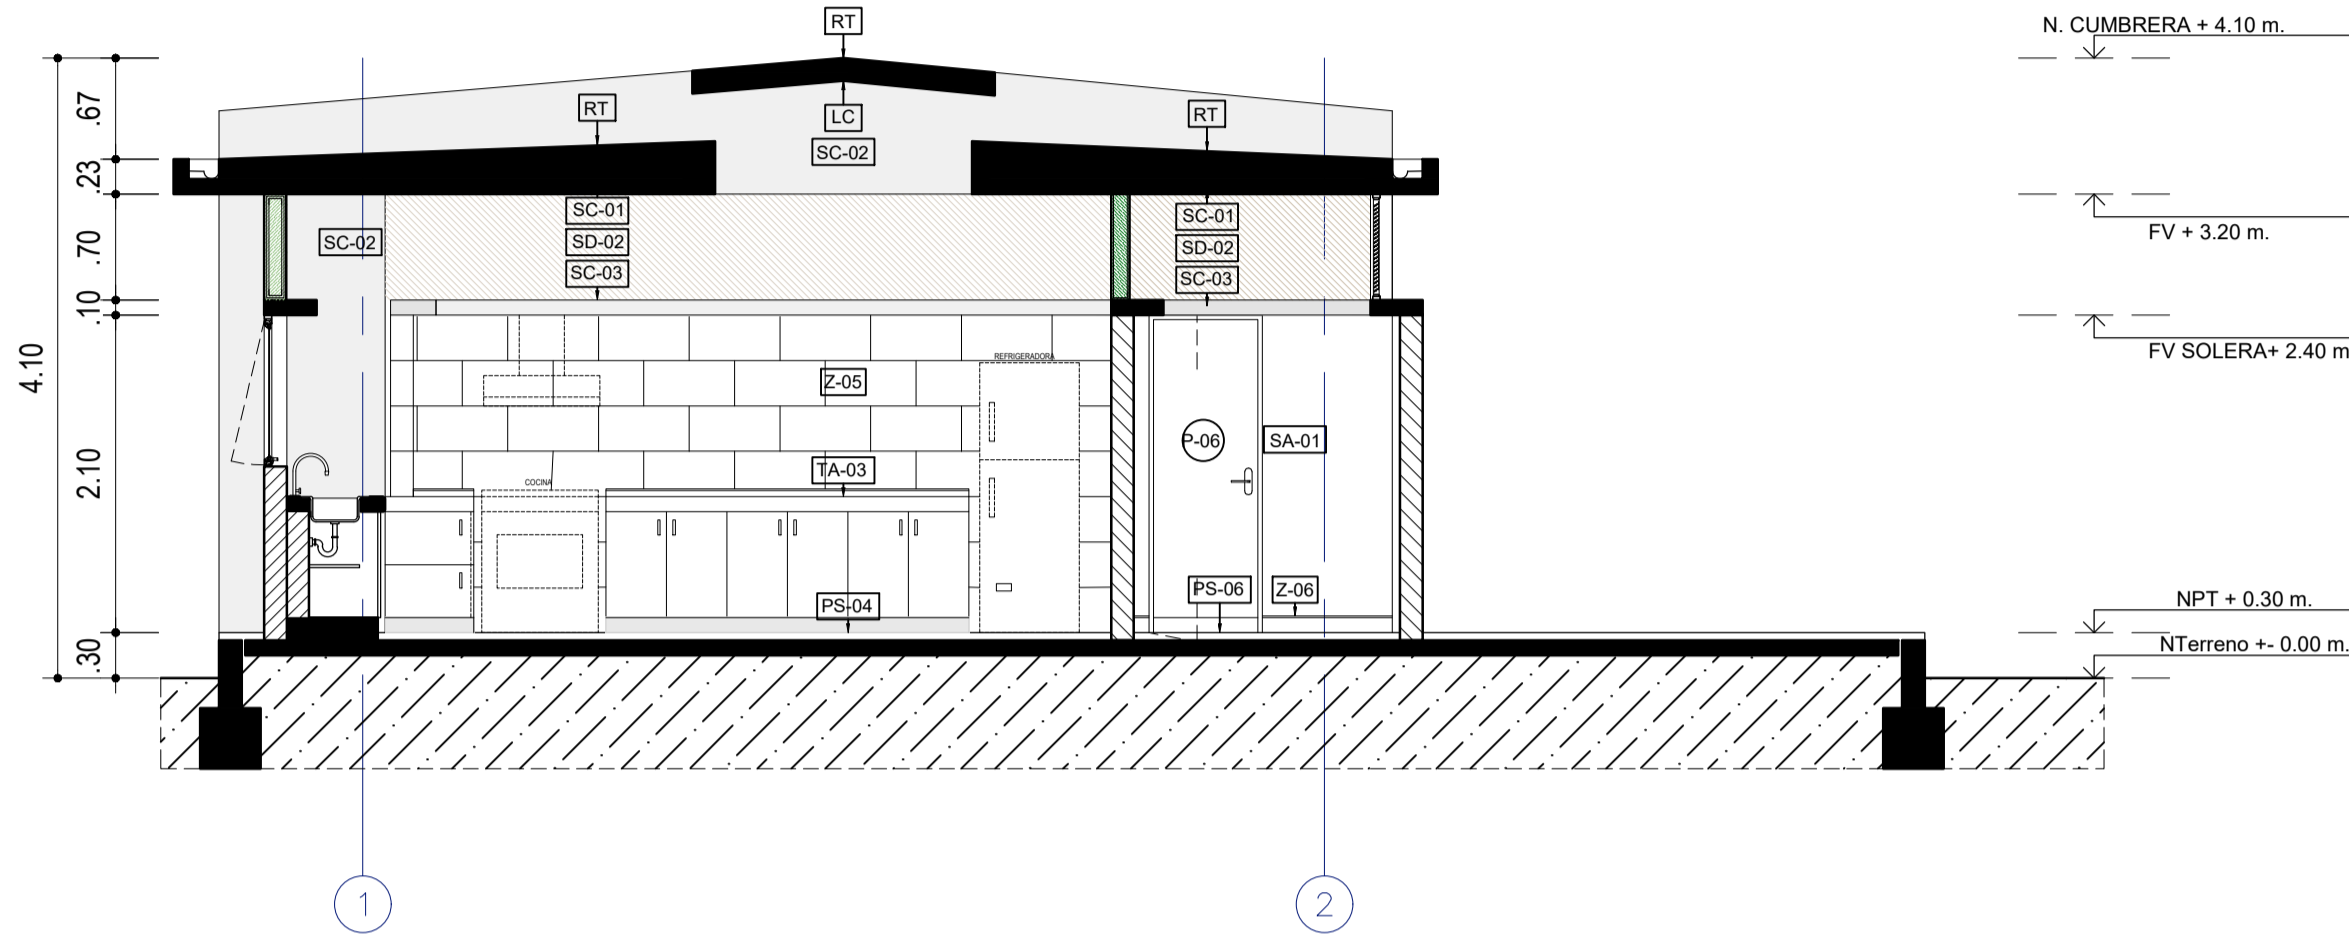 RT
N. CUMBRERA + 4.10 m.
.67
RT
LC
RT
SC-02
.23
SC-01
SC-01
FV + 3.20 m.
SC-02
SD-02
SD-02
.70
SC-03
SC-03
.10
FV SOLERA+ 2.40 m
REFRIGERADORA
4.10
Z-05
P-06
SA-01
TA-03
2.10
COCINA
PS-06
Z-06
PS-04
NPT + 0.30 m.
.30
NTerreno +- 0.00 m.
1
2